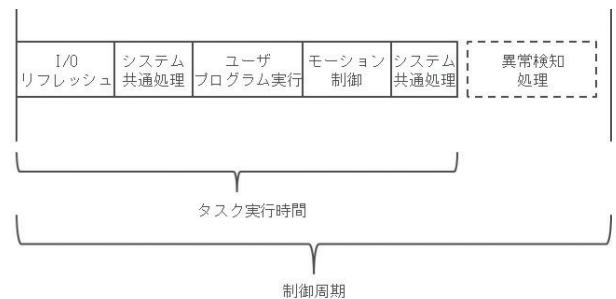 I/O
リフレッシュ
システム
共通処理
ユーザ
プログラム実行
モーション
制御
システム
共通処理
異常検知
処理
タスク実行時間
制御周期